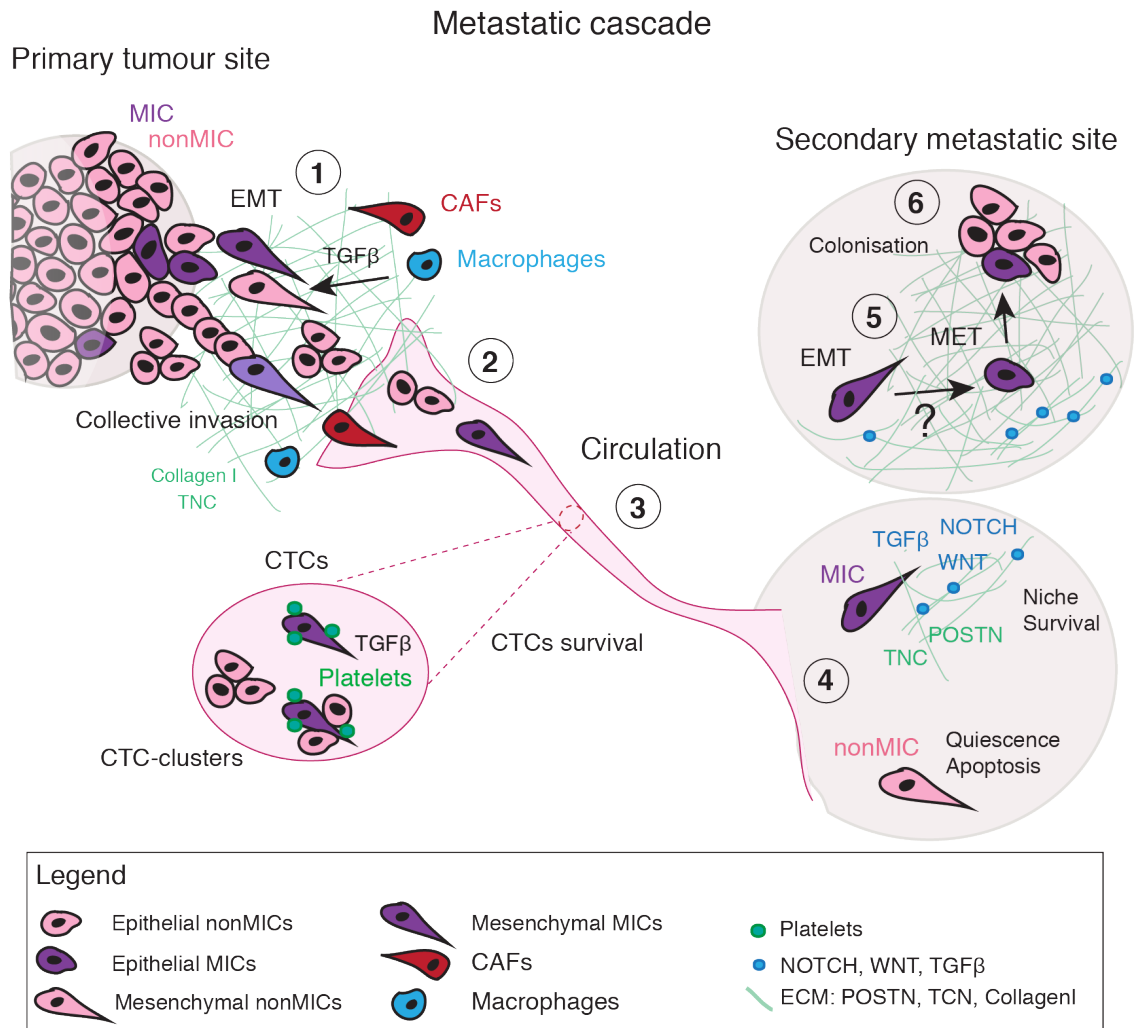 Metastatic cascade
Primary tumour site
MIC
nonMIC
1
EMT
CAFs
TGFβ
Macrophages
Collective invasion
Collagen I
TNC
2
Circulation
3
CTCs
TGFβ
Platelets
CTCs survival
CTC-clusters
Secondary metastatic site
6
Colonisation
5
MET
EMT
?
NOTCH
TGFβ
WNT
MIC
Niche
Survival
POSTN
TNC
4
nonMIC
Quiescence
Apoptosis
Legend
Epithelial nonMICs
Epithelial MICs
Mesenchymal nonMICs
Mesenchymal MICs
CAFs
Macrophages
Platelets
NOTCH, WNT, TGFβ
ECM: POSTN, TCN, CollagenI